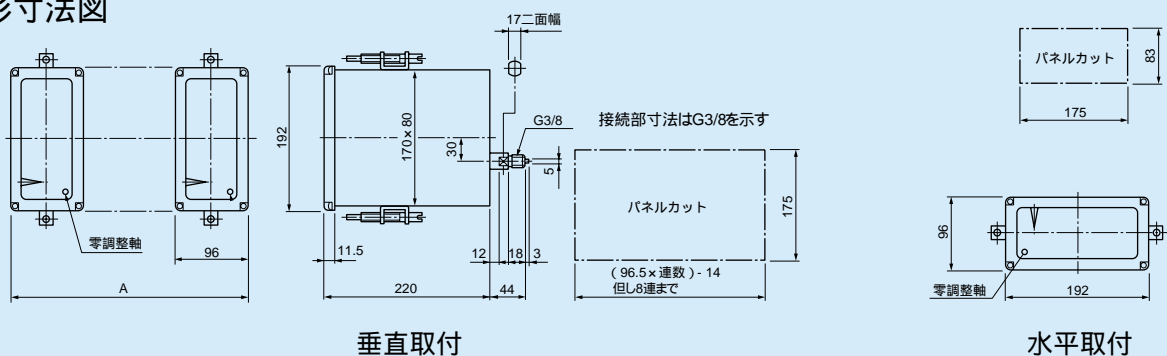 形寸法図
17二面幅
G3/8
接続部寸法はG3/8を示す
192
170×80
30
5
零調整軸
96
A
11.5
12
18
3
220
44
パネルカット
175
(96.5×連数)-14
但し8連まで
垂直取付
パネルカット
83
175
96
零調整軸
192
水平取付